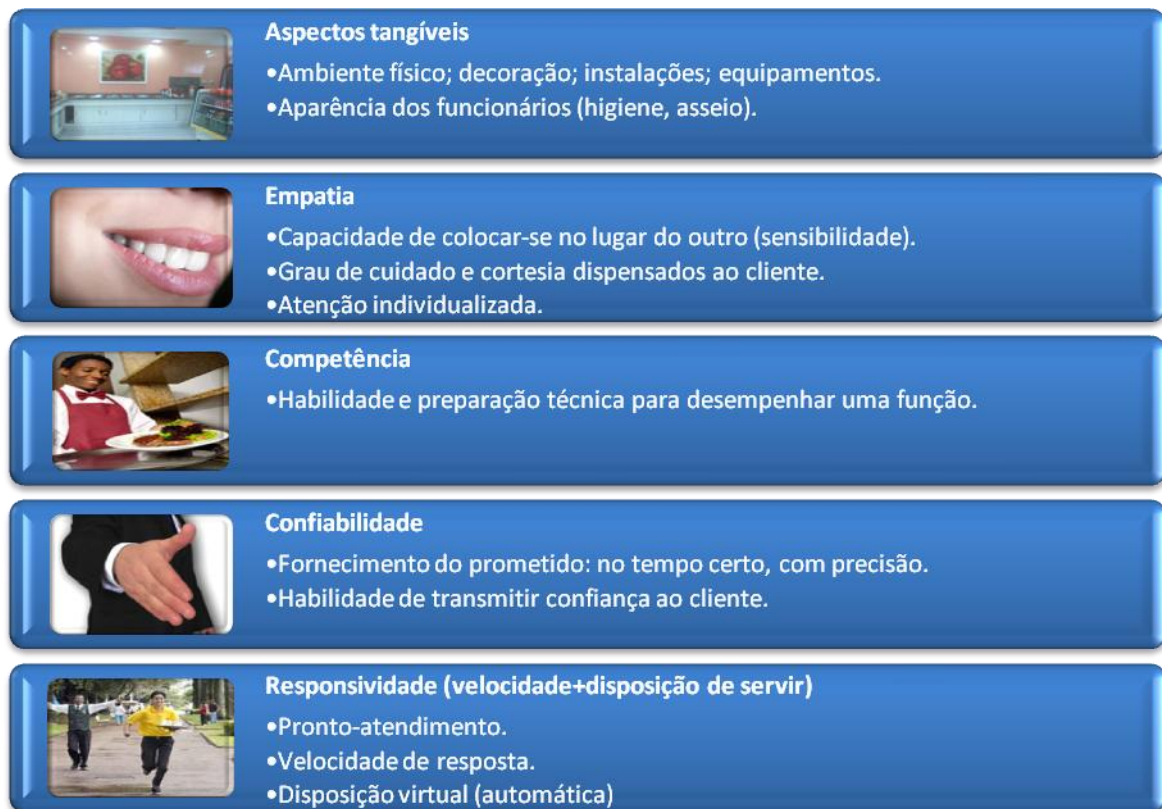 Aspectos tangíveis
•Ambiente físico; decoração; instalações; equipamentos.
•Aparência dos funcionários (higiene, asseio).
Empatia
•Capacidade de colocar-se no lugar do outro (sensibilidade).
•Grau de cuidado e cortesia dispensados ao cliente.
•Atenção individualizada.
Competência
•Habilidade e preparação técnica para desempenhar uma função.
Confiabilidade
•Fornecimento do prometido: no tempo certo, com precisão.
•Habilidade de transmitir confiança ao cliente.
Responsividade (velocidade+disposição de servir)
•Pronto-atendimento.
•Velocidade de resposta.
•Disposição virtual (automática)